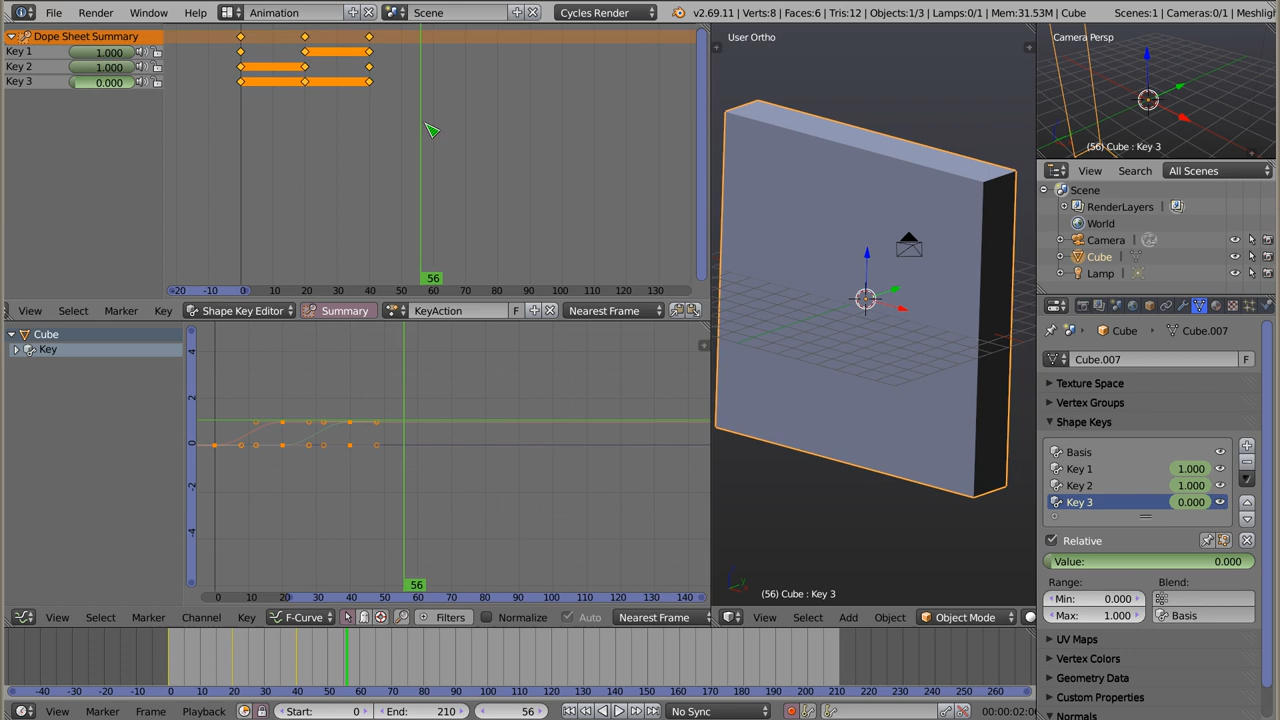 File Render Window Help Animation Scene Cycles Render v2.69.11 | Verts:8 | Faces:6 | Tris:12 | Objects:1/3 | Lamps:0/1 | Mem:31.53M | Cube Scenes:1 | Cameras:0/1 | Meshlig
Dope Sheet Summary
Key 1 1.000
Key 2 1.000
Key 3 0.000
56
-20 -10 0 10 20 30 40 50 60 70 80 90 100 110 120 130
View Select Marker Key Shape Key Editor Summary KeyAction F Nearest Frame
Cube
Key
4
2
0
-2
-4
56
0 10 20 30 40 50 60 70 80 90 100 110 120 130 140
View Select Marker Channel Key F-Curve Filters Normalize Auto Nearest Frame
-40 -30 -20 -10 0 10 20 30 40 50 60 70 80 90 100 110 120 130 140 150 160 170 180 190 200 210 220 230 240 250 260
View Marker Frame Playback Start: 0 End: 210 56 No Sync 00:00:02:0
User Ortho
(56) Cube : Key 3
View Select Add Object Object Mode
Camera Persp
(56) Cube : Key 3
View Search All Scenes
Scene
RenderLayers
World
Camera
Cube
Lamp
Cube Cube.007
Cube.007 F
Texture Space
Vertex Groups
Shape Keys
Basis
Key 1 1.000
Key 2 1.000
Key 3 0.000
Relative
Value: 0.000
Range: Blend:
Min: 0.000
Max: 1.000 Basis
UV Maps
Vertex Colors
Geometry Data
Custom Properties
Normals